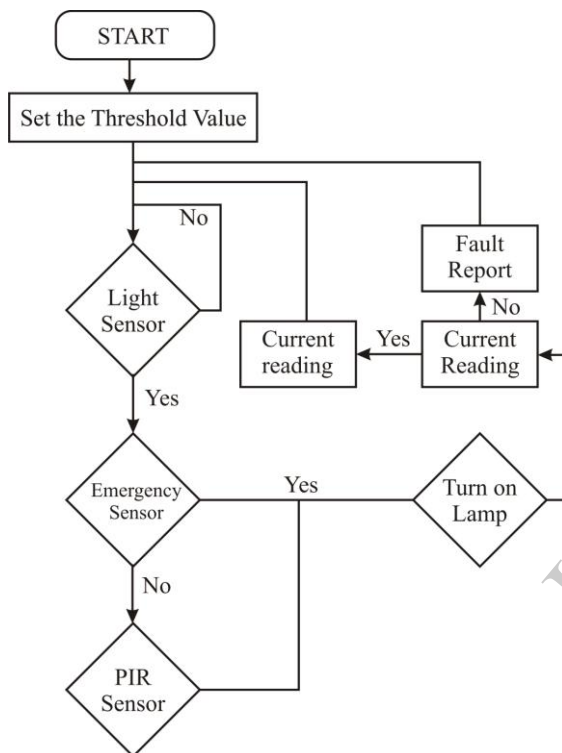 START
Set the Threshold Value
No
Light
Sensor
Fault
Report
No
Current
reading
Yes
Current
Reading
Yes
Emergency
Sensor
Yes
Turn on
Lamp
No
PIR
Sensor